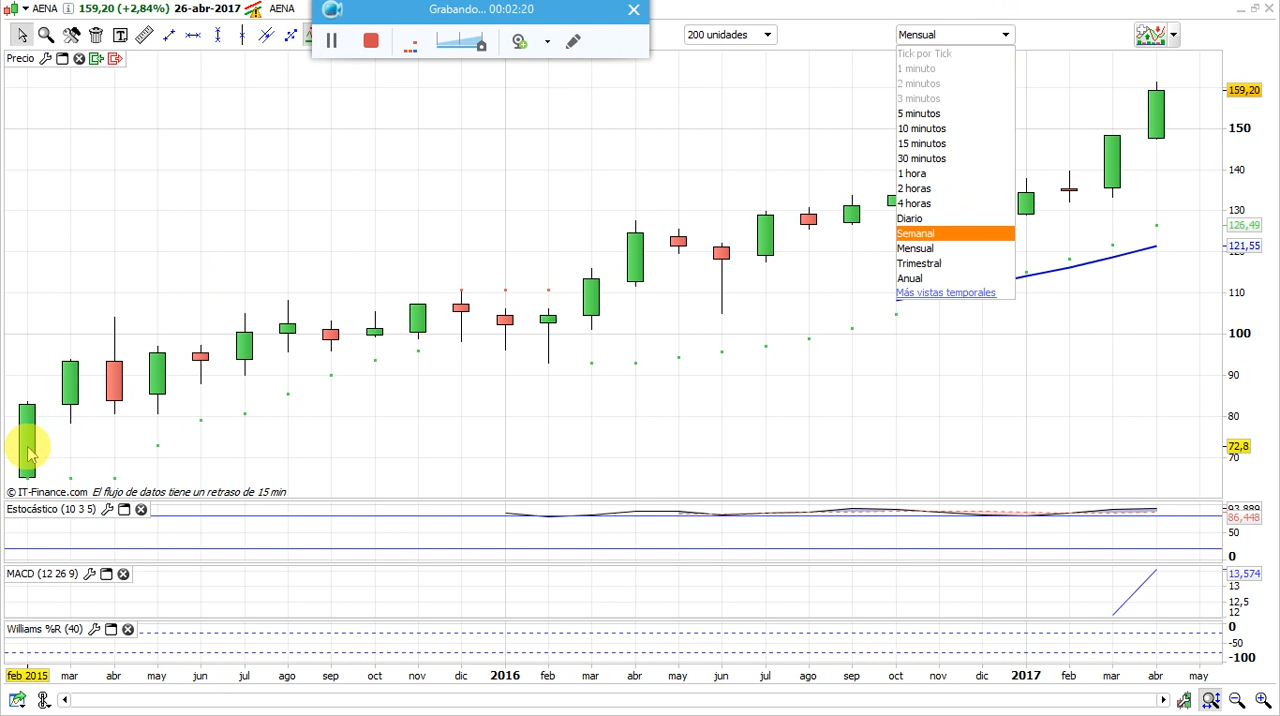 AENA 159,20 (+2,84%) 26-abr-2017 AENA
Grabando... 00:02:20
200 unidades
Mensual
Precio
Tick por Tick
1 minuto
2 minutos
3 minutos
5 minutos
10 minutos
15 minutos
30 minutos
1 hora
2 horas
4 horas
Diario
Semanal
Mensual
Trimestral
Anual
Más vistas temporales
159,20
150
140
130
126,49
121,55
120
110
100
90
80
72,8
70
© IT-Finance.com El flujo de datos tiene un retraso de 15 min
Estocástico (10 3 5)
93,889
86,448
50
0
MACD (12 26 9)
13,574
13
12,5
12
Williams %R (40)
0
-50
-100
feb 2015 mar abr may jun jul ago sep oct nov dic 2016 feb mar abr may jun jul ago sep oct nov dic 2017 feb mar abr may